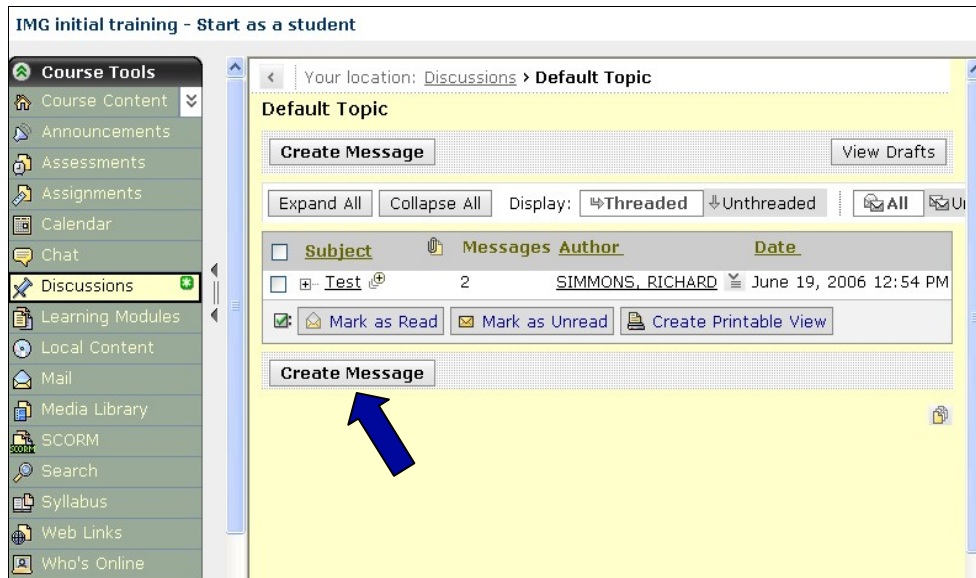 IMG initial training - Start as a student
Course Tools
Course Content
Announcements
Assessments
Assignments
Calendar
Chat
Discussions
Learning Modules
Local Content
Mail
Media Library
SCORM
SCORM
Search
Syllabus
Web Links
Who's Online
Your location: Discussions > Default Topic
Default Topic
Create Message View Drafts
Expand All Collapse All Display: Threaded Unthreaded All
Subject Messages Author Date
Test 2 SIMMONS, RICHARD June 19, 2006 12:54 PM
Mark as Read Mark as Unread Create Printable View
Create Message